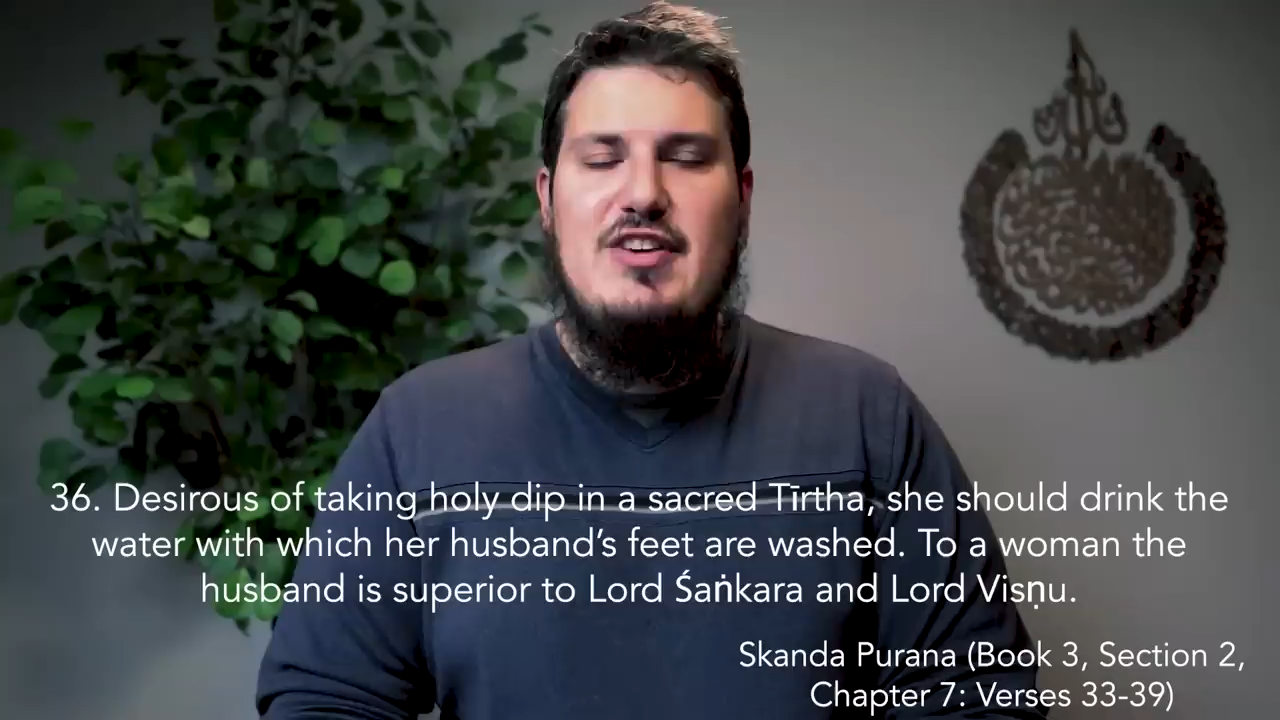 36. Desirous of taking holy dip in a sacred Tīrtha, she should drink the
water with which her husband's feet are washed. To a woman the
husband is superior to Lord Śaṅkara and Lord Visṇu.
Skanda Purana (Book 3, Section 2,
Chapter 7: Verses 33-39)